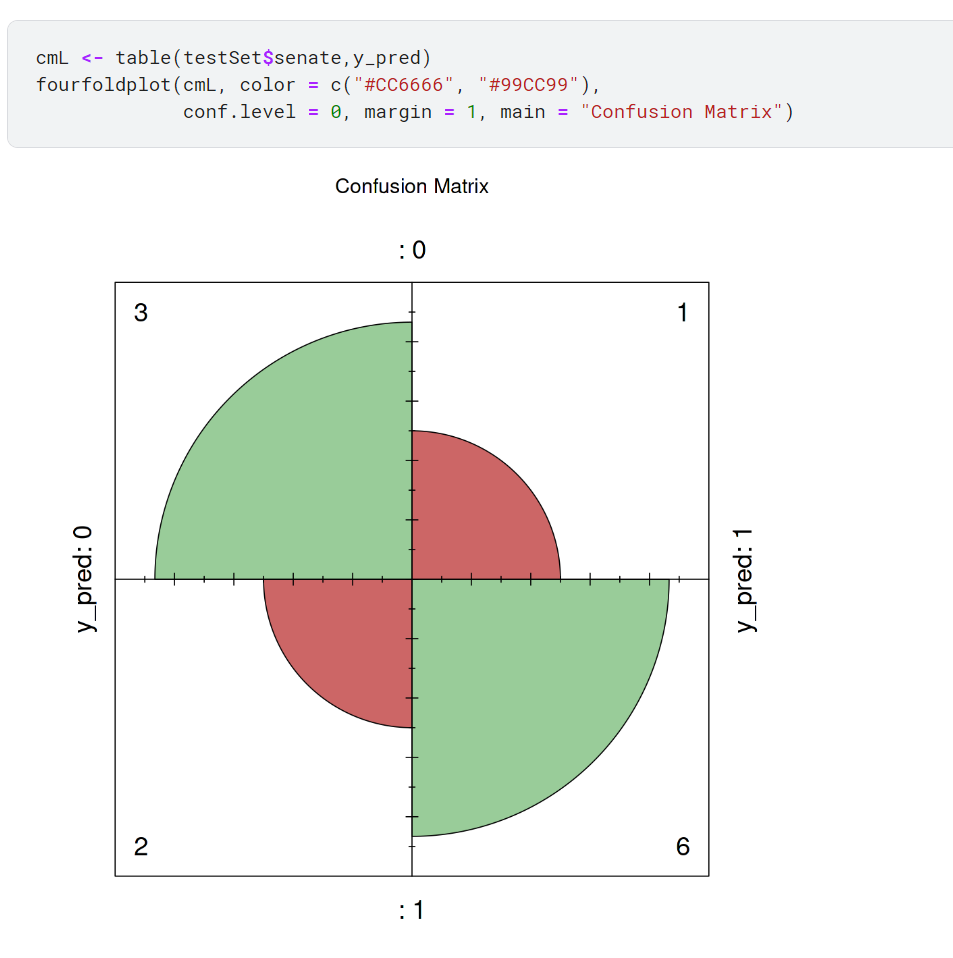 cmL <- table(testSet$senate,y_pred)
fourfoldplot(cmL, color = c("#CC6666", "#99CC99"),
             conf.level = 0, margin = 1, main = "Confusion Matrix")
Confusion Matrix
: 0
3
1
y_pred: 0
y_pred: 1
2
6
: 1